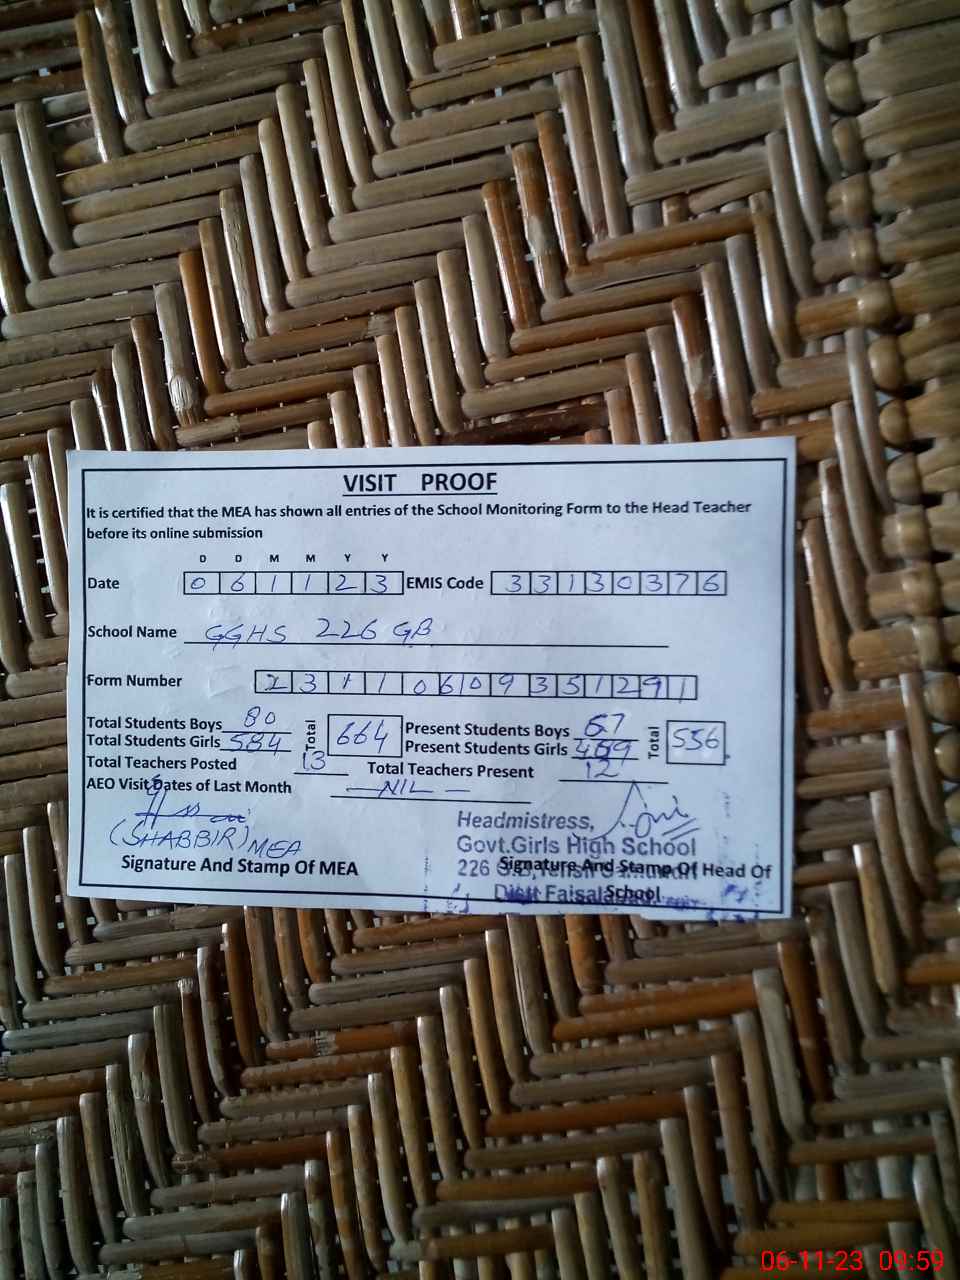 VISIT PROOF
It is certified that the MEA has shown all entries of the School Monitoring Form to the Head Teacher
before its online submission
D D M M Y Y
Date 0 6 1 1 2 3 EMIS Code 3 3 1 3 0 3 7 6
School Name GGHS 226 GB
Form Number 2 3 1 1 0 6 0 9 3 5 1 2 9 1
Total Students Boys 80 Total 664 Present Students Boys 67 Total 556
Total Students Girls 584 Present Students Girls 489
Total Teachers Posted 13 Total Teachers Present 12
AEO Visit Dates of Last Month —NIL—
(SHABBIR) MEA
Signature And Stamp Of MEA
Headmistress,
Govt.Girls High School
226
Signature And Stamp Of Head Of
Distt Faisalabad.
School
06-11-23 09:59